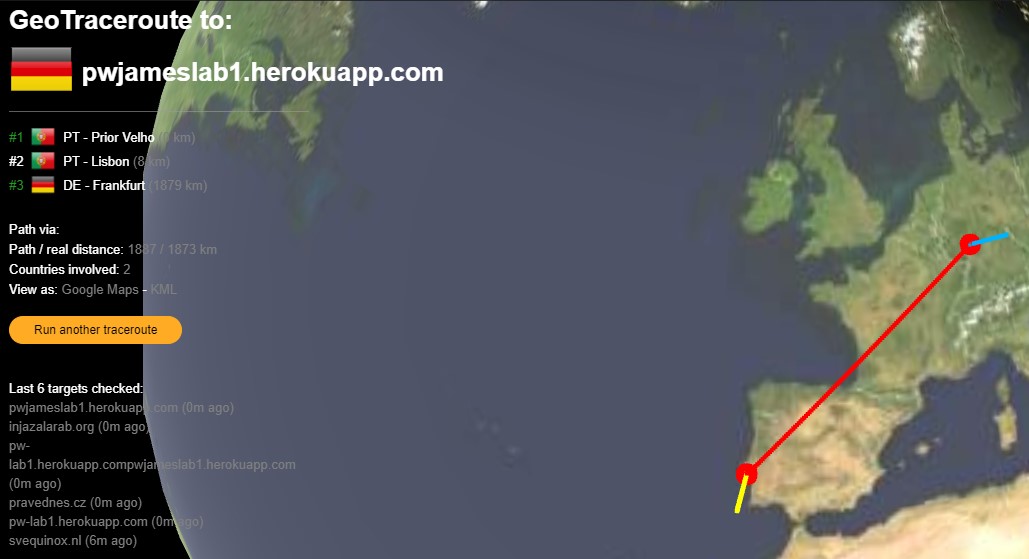 GeoTraceroute to:
pwjameslab1.herokuapp.com
#1 PT - Prior Velho (0 km)
#2 PT - Lisbon (8 km)
#3 DE - Frankfurt (1879 km)
Path via:
Path / real distance: 1887 / 1873 km
Countries involved: 2
View as: Google Maps - KML
Run another traceroute
Last 6 targets checked:
pwjameslab1.herokuapp.com (0m ago)
injazalarab.org (0m ago)
pw-
lab1.herokuapp.compwjameslab1.herokuapp.com
(0m ago)
pravednes.cz (0m ago)
pw-lab1.herokuapp.com (0m ago)
svequinox.nl (6m ago)